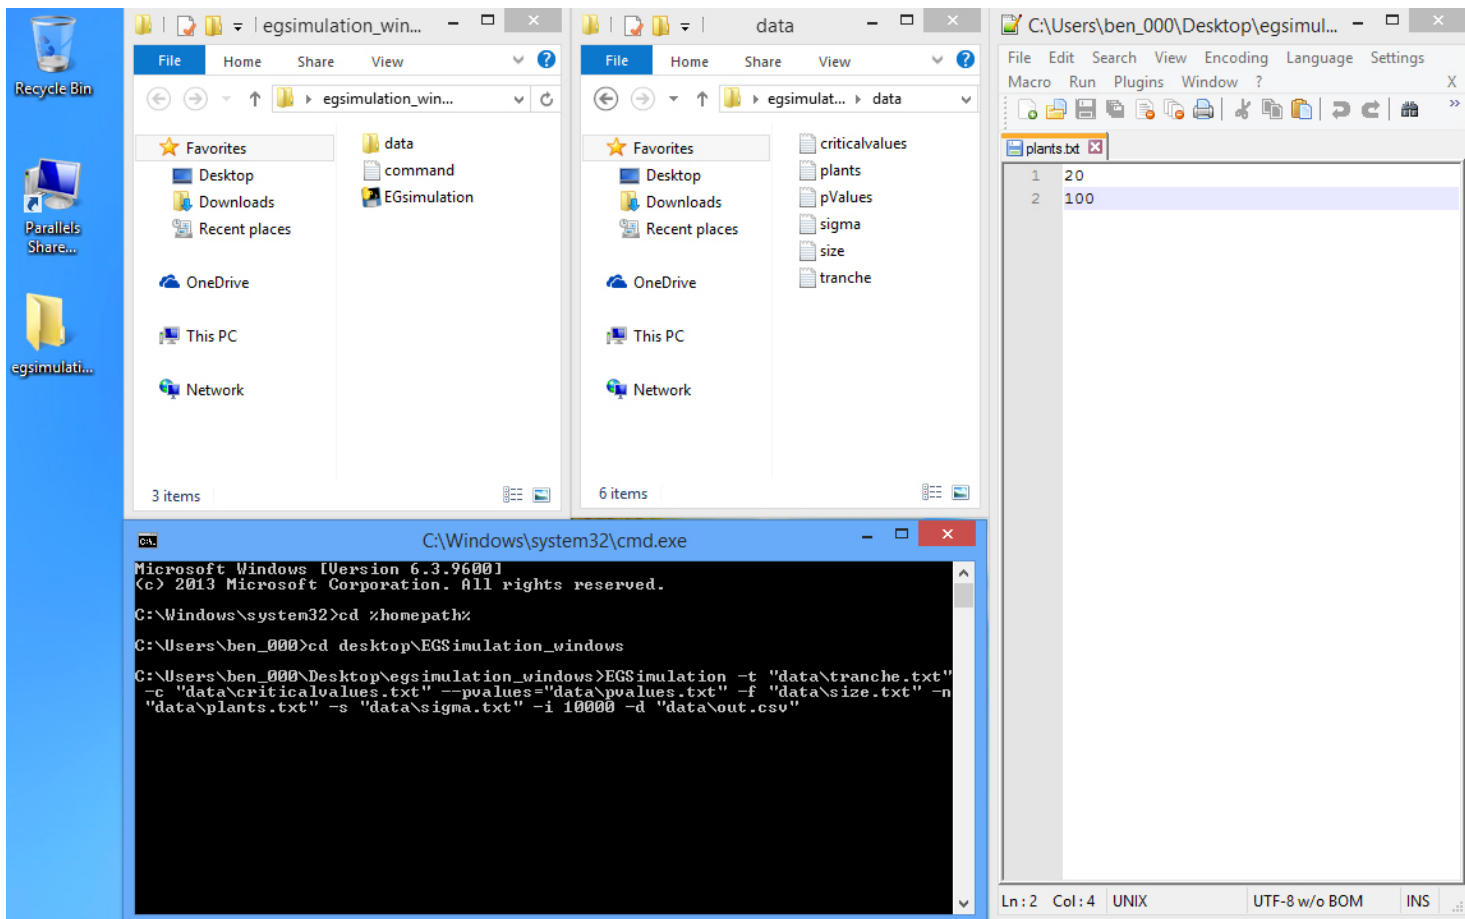 Recycle Bin
Parallels
Share...
egsimulati...
egsimulation_win...
File Home Share View
egsimulation_win...
Favorites
Desktop
Downloads
Recent places
OneDrive
This PC
Network
data
command
EGsimulation
3 items
data
File Home Share View
egsimulat... data
Favorites
Desktop
Downloads
Recent places
OneDrive
This PC
Network
criticalvalues
plants
pValues
sigma
size
tranche
6 items
C:\Users\ben_000\Desktop\egsimul...
File Edit Search View Encoding Language Settings
Macro Run Plugins Window ? X
plants.txt
1 20
2 100
Ln : 2 Col : 4 UNIX UTF-8 w/o BOM INS
C:\Windows\system32\cmd.exe
Microsoft Windows [Version 6.3.9600]
(c) 2013 Microsoft Corporation. All rights reserved.
C:\Windows\system32>cd %homepath%
C:\Users\ben_000>cd desktop\EGSimulation_windows
C:\Users\ben_000\Desktop\egsimulation_windows>EGSimulation -t "data\tranche.txt"
-c "data\criticalvalues.txt" --pvalues="data\pvalues.txt" -f "data\size.txt" -n
"data\plants.txt" -s "data\sigma.txt" -i 10000 -d "data\out.csv"